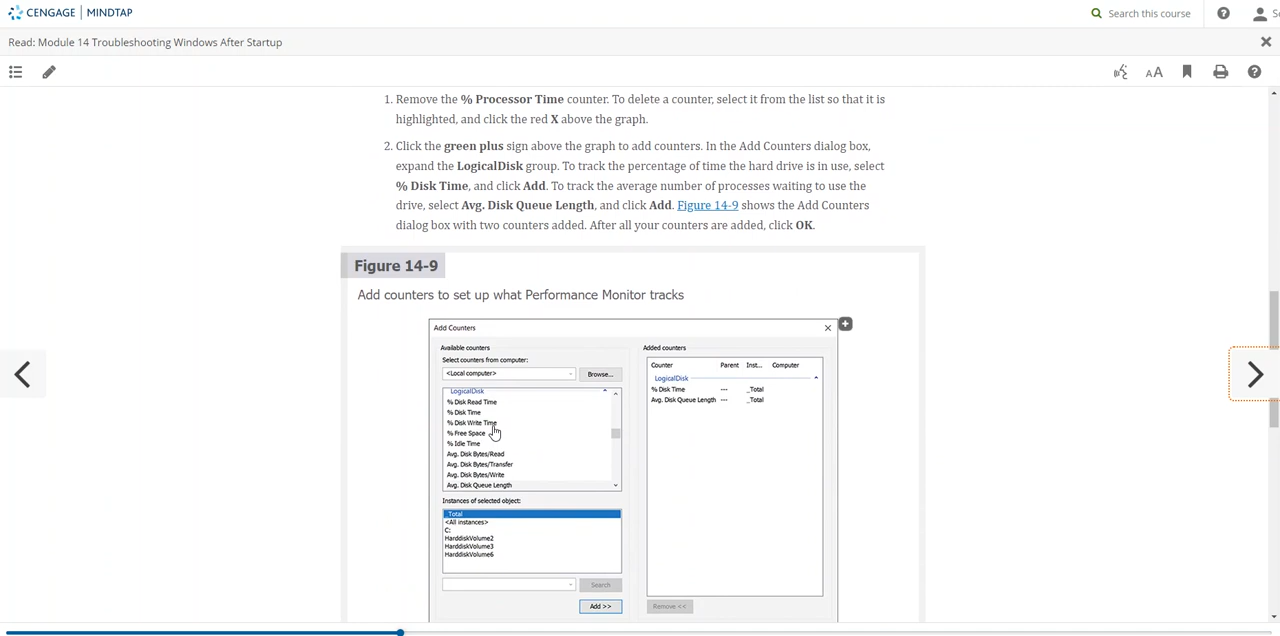 CENGAGE | MINDTAP
Search this course
Read: Module 14 Troubleshooting Windows After Startup
AA
1. Remove the % Processor Time counter. To delete a counter, select it from the list so that it is
highlighted, and click the red X above the graph.
2. Click the green plus sign above the graph to add counters. In the Add Counters dialog box,
expand the LogicalDisk group. To track the percentage of time the hard drive is in use, select
% Disk Time, and click Add. To track the average number of processes waiting to use the
drive, select Avg. Disk Queue Length, and click Add. Figure 14-9 shows the Add Counters
dialog box with two counters added. After all your counters are added, click OK.
Figure 14-9
Add counters to set up what Performance Monitor tracks
Add Counters
Available counters
Select counters from computer:
<Local computer>
Browse...
LogicalDisk
% Disk Read Time
% Disk Time
% Disk Write Time
% Free Space
% Idle Time
Avg. Disk Bytes/Read
Avg. Disk Bytes/Transfer
Avg. Disk Bytes/Write
Avg. Disk Queue Length
Instances of selected object:
_Total
<All instances>
C:
HarddiskVolume2
HarddiskVolume3
HarddiskVolume6
Search
Add >>
Added counters
Counter Parent Inst... Computer
LogicalDisk
% Disk Time --- _Total
Avg. Disk Queue Length --- _Total
Remove <<